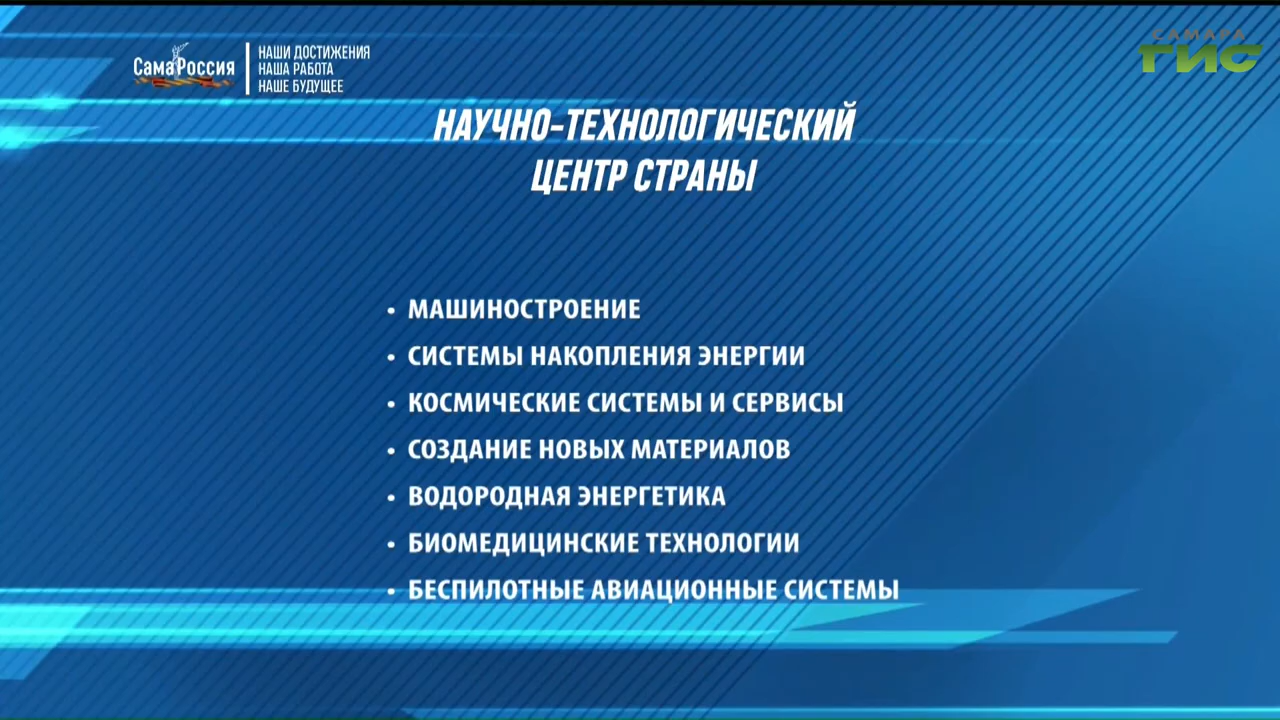 СамаРоссия
НАШИ ДОСТИЖЕНИЯ
НАША РАБОТА
НАШЕ БУДУЩЕЕ
САМАРА
ГИС
НАУЧНО-ТЕХНОЛОГИЧЕСКИЙ
ЦЕНТР СТРАНЫ
• МАШИНОСТРОЕНИЕ
• СИСТЕМЫ НАКОПЛЕНИЯ ЭНЕРГИИ
• КОСМИЧЕСКИЕ СИСТЕМЫ И СЕРВИСЫ
• СОЗДАНИЕ НОВЫХ МАТЕРИАЛОВ
• ВОДОРОДНАЯ ЭНЕРГЕТИКА
• БИОМЕДИЦИНСКИЕ ТЕХНОЛОГИИ
• БЕСПИЛОТНЫЕ АВИАЦИОННЫЕ СИСТЕМЫ